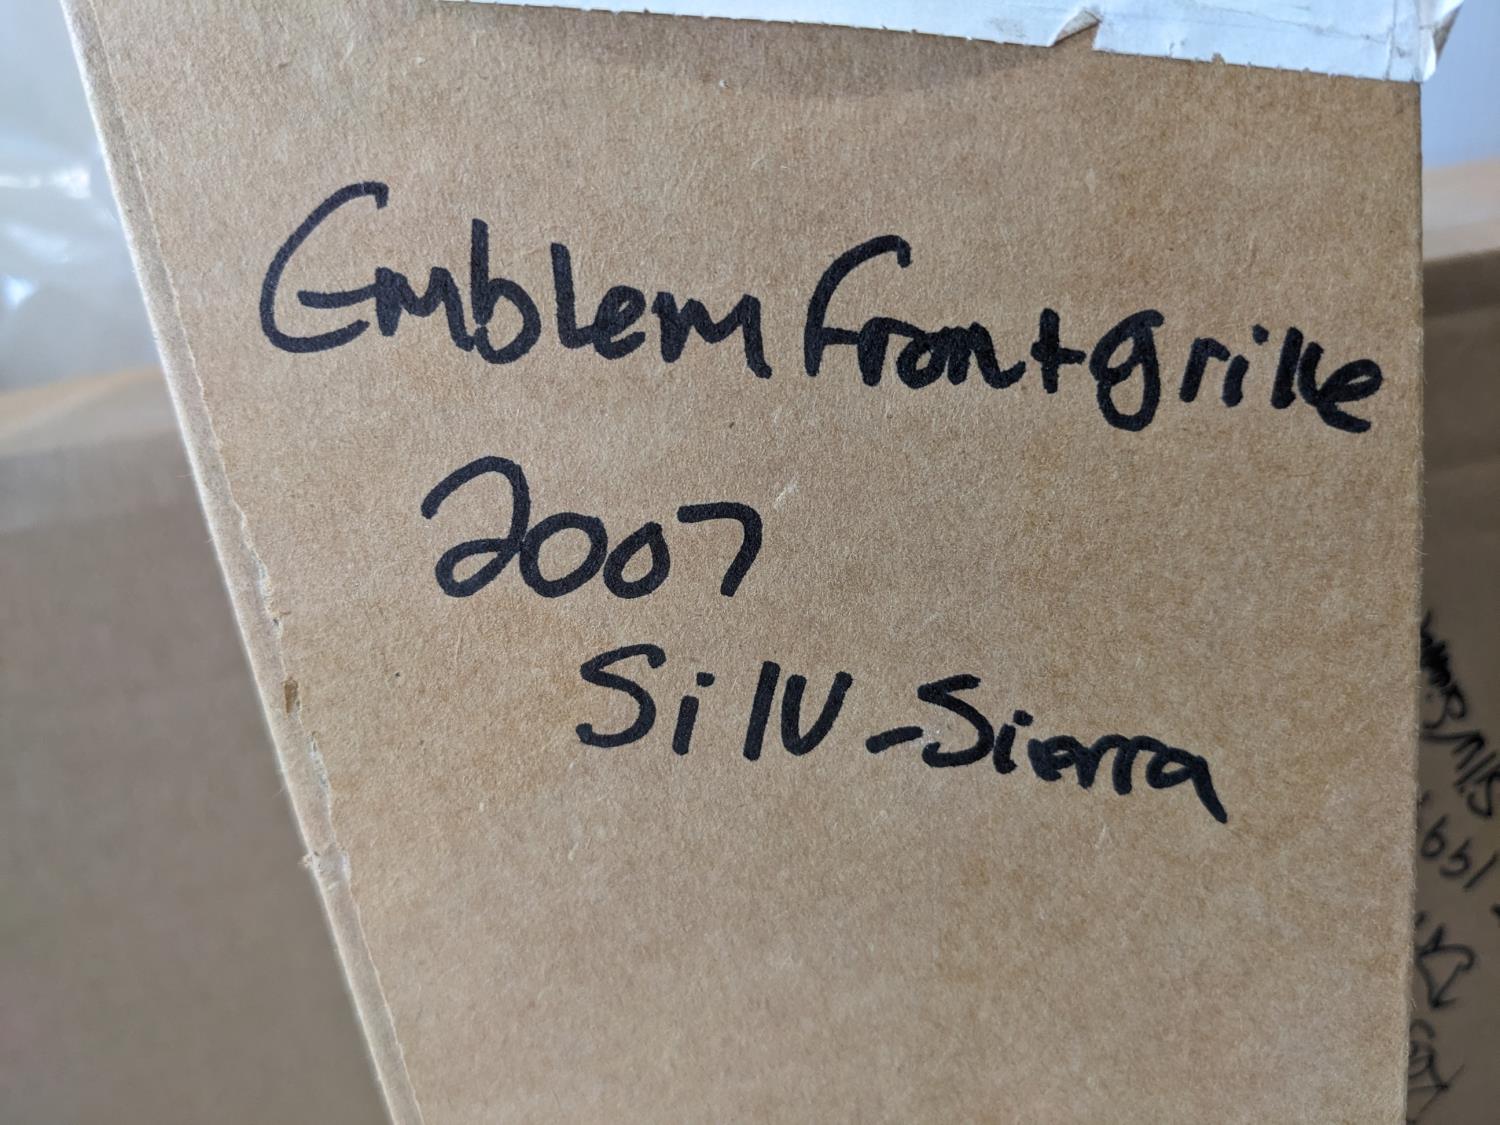 Emblem Front grille
2007
Silv-Sierra